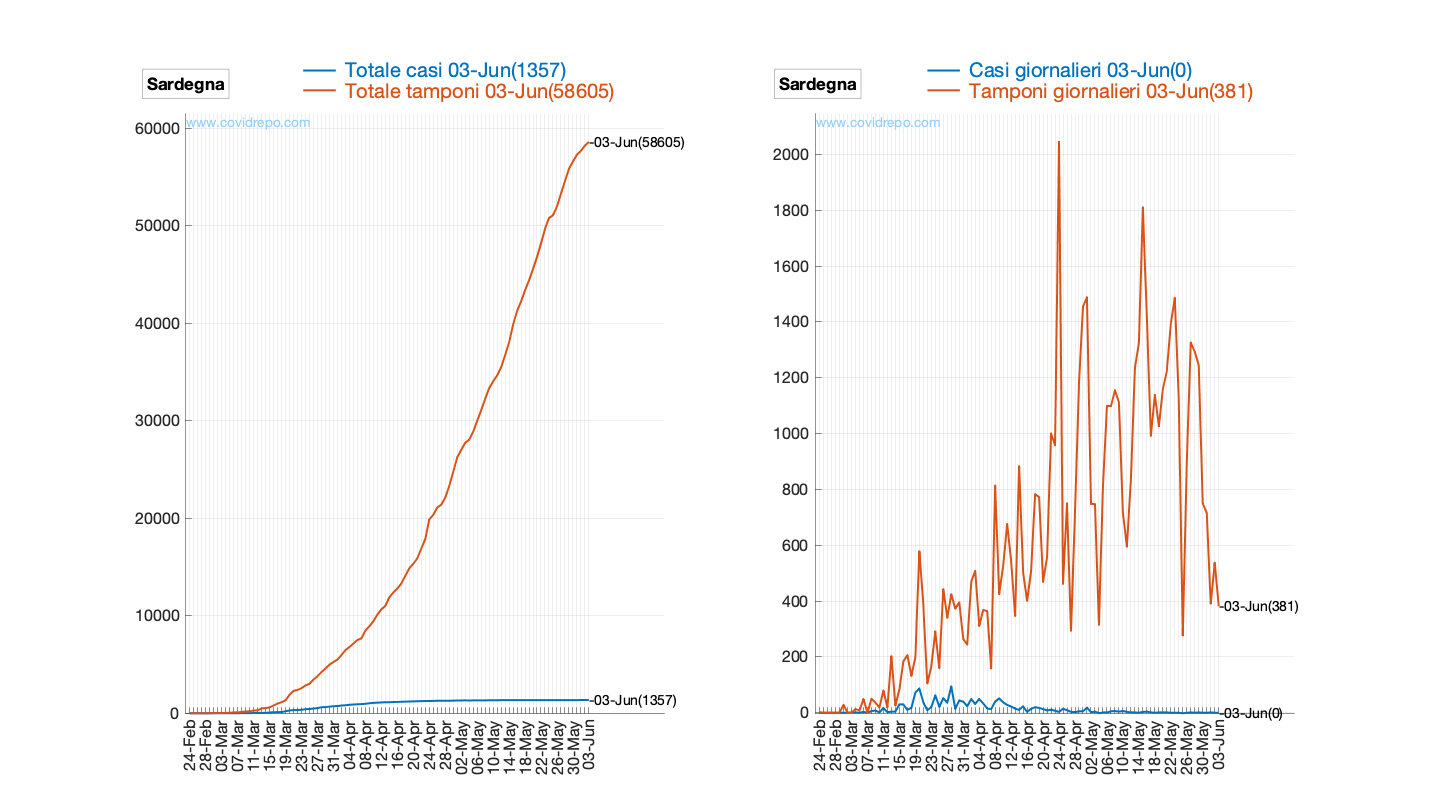 Sardegna
Totale casi 03-Jun(1357)
Totale tamponi 03-Jun(58605)
www.covidrepo.com
60000
50000
40000
30000
20000
10000
0
-03-Jun(58605)
-03-Jun(1357)
24-Feb
28-Feb
03-Mar
07-Mar
11-Mar
15-Mar
19-Mar
23-Mar
27-Mar
31-Mar
04-Apr
08-Apr
12-Apr
16-Apr
20-Apr
24-Apr
28-Apr
02-May
06-May
10-May
14-May
18-May
22-May
26-May
30-May
03-Jun
Sardegna
Casi giornalieri 03-Jun(0)
Tamponi giornalieri 03-Jun(381)
www.covidrepo.com
2000
1800
1600
1400
1200
1000
800
600
400
200
0
-03-Jun(381)
-03-Jun(0)
24-Feb
28-Feb
03-Mar
07-Mar
11-Mar
15-Mar
19-Mar
23-Mar
27-Mar
31-Mar
04-Apr
08-Apr
12-Apr
16-Apr
20-Apr
24-Apr
28-Apr
02-May
06-May
10-May
14-May
18-May
22-May
26-May
30-May
03-Jun